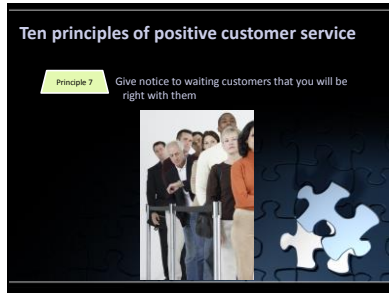 Ten principles of positive customer service
Principle 7
Give notice to waiting customers that you will be
right with them